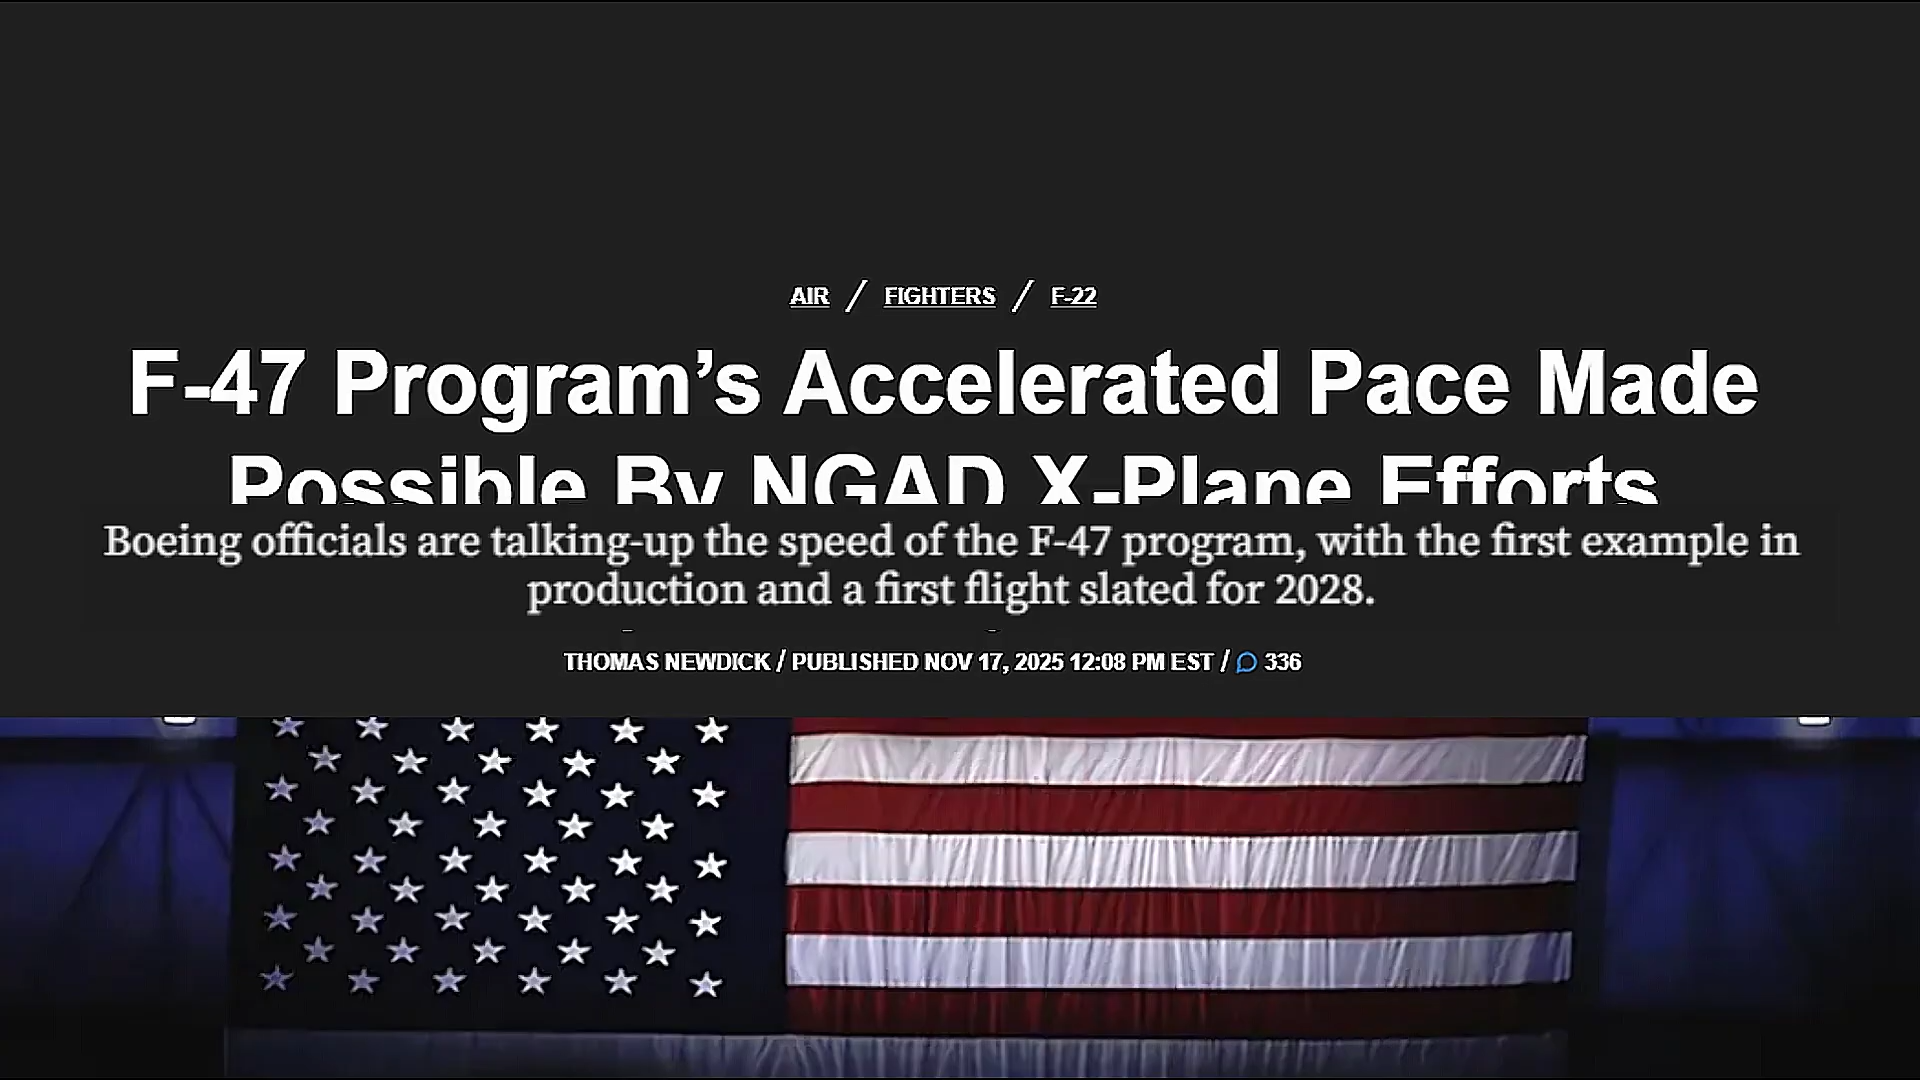 AIR / FIGHTERS / F-22
F-47 Program’s Accelerated Pace Made
Possible By NGAD X-Plane Efforts
Boeing officials are talking-up the speed of the F-47 program, with the first example in
production and a first flight slated for 2028.
THOMAS NEWDICK / PUBLISHED NOV 17, 2025 12:08 PM EST / 336